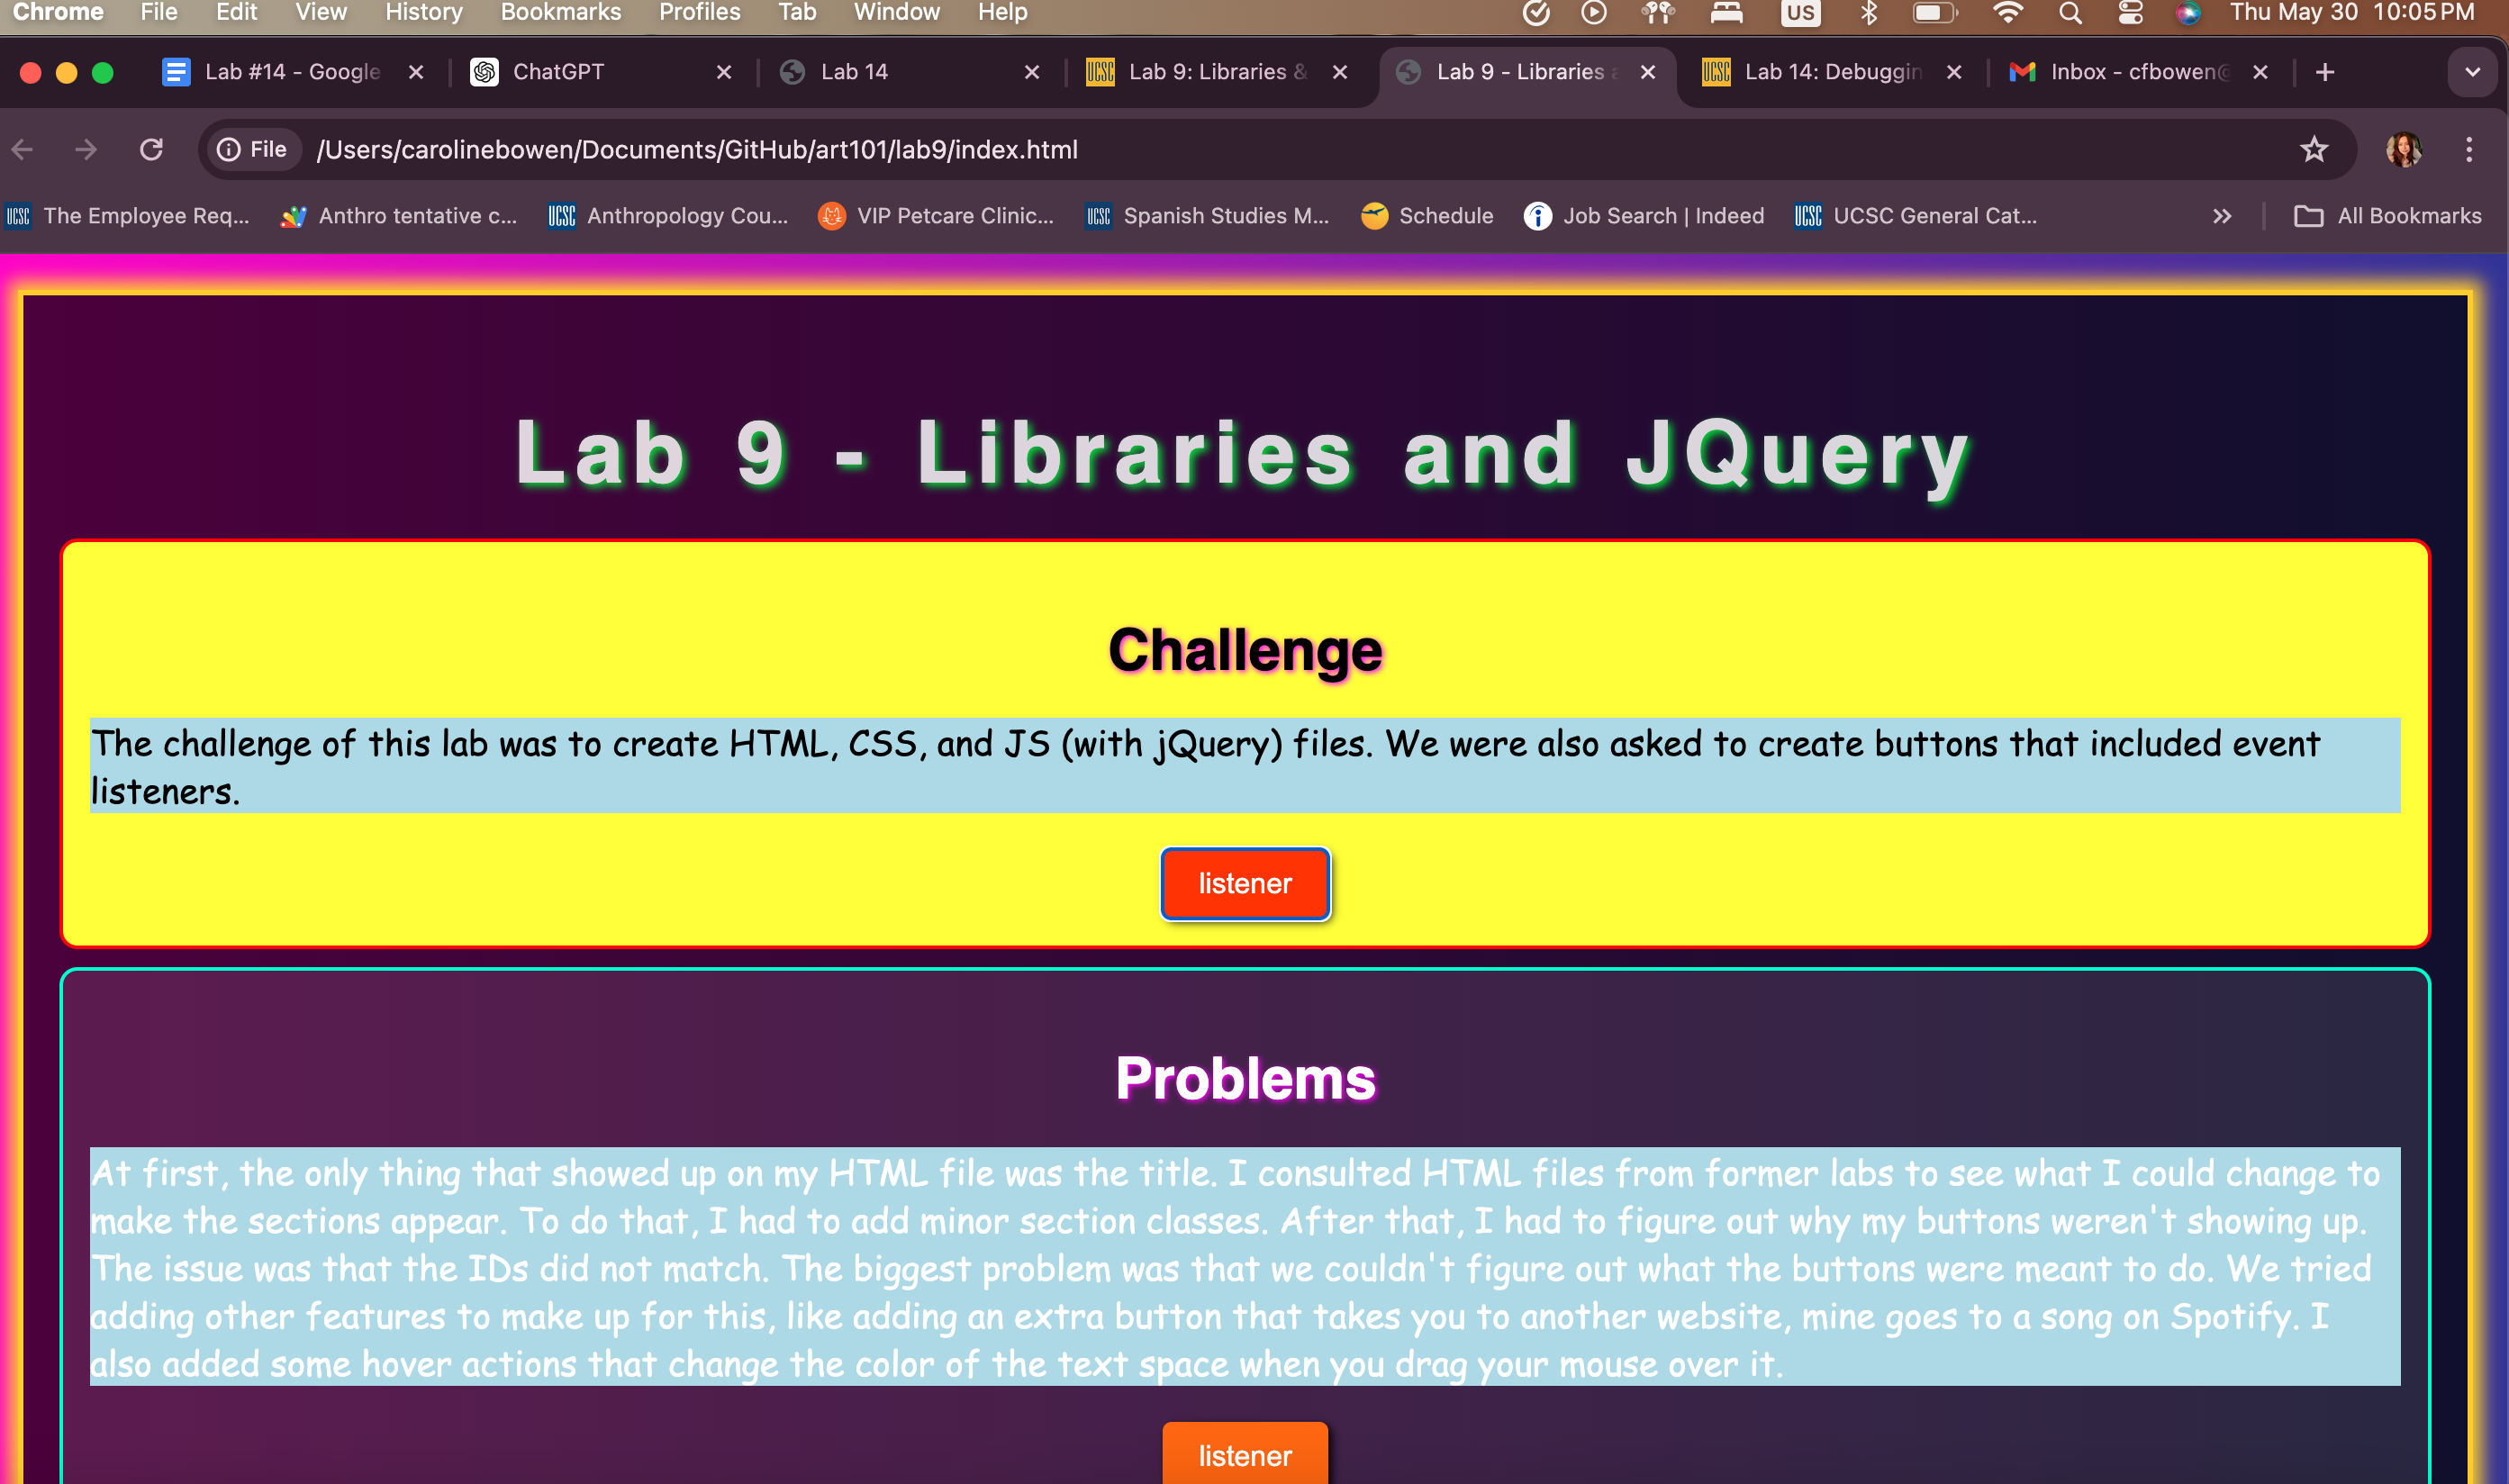 Chrome File Edit View History Bookmarks Profiles Tab Window Help US Thu May 30 10:05 PM
Lab #14 - Google ChatGPT Lab 14 UCSC Lab 9: Libraries & Lab 9 - Libraries a UCSC Lab 14: Debuggin Inbox - cfbowen@
File /Users/carolinebowen/Documents/GitHub/art101/lab9/index.html
UCSC The Employee Req... Anthro tentative c... UCSC Anthropology Cou... VIP Petcare Clinic... UCSC Spanish Studies M... Schedule Job Search | Indeed UCSC UCSC General Cat... All Bookmarks
Lab 9 - Libraries and JQuery
Challenge
The challenge of this lab was to create HTML, CSS, and JS (with jQuery) files. We were also asked to create buttons that included event
listeners.
listener
Problems
At first, the only thing that showed up on my HTML file was the title. I consulted HTML files from former labs to see what I could change to
make the sections appear. To do that, I had to add minor section classes. After that, I had to figure out why my buttons weren't showing up.
The issue was that the IDs did not match. The biggest problem was that we couldn't figure out what the buttons were meant to do. We tried
adding other features to make up for this, like adding an extra button that takes you to another website, mine goes to a song on Spotify. I
also added some hover actions that change the color of the text space when you drag your mouse over it.
listener